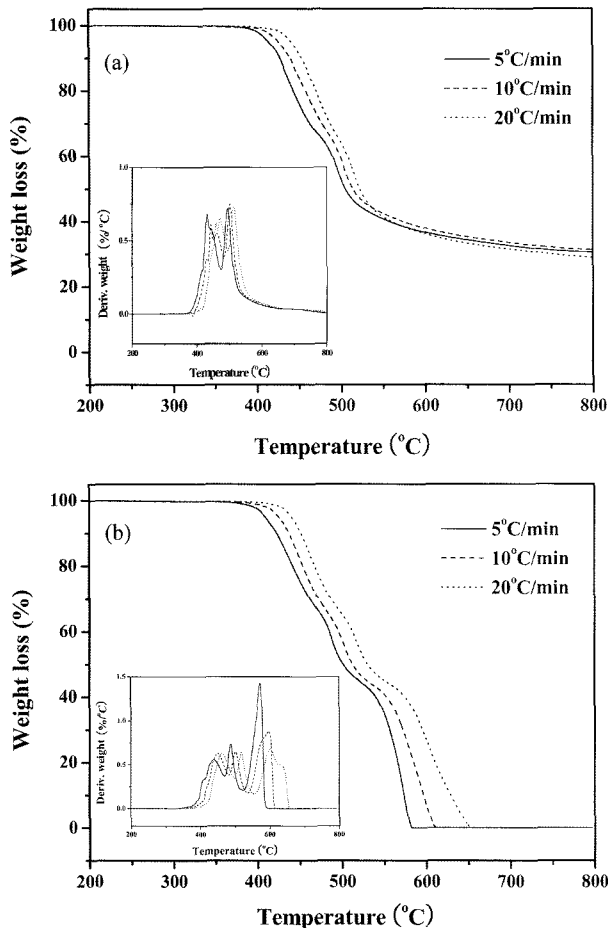 (a)
5°C/min
10°C/min
20°C/min
Weight loss (%)
100
80
60
40
20
0
200 300 400 500 600 700 800
Temperature (°C)
Deriv. weight (%/°C)
1.0
0.5
0.0
200 400 600 800
Temperature (°C)
(b)
5°C/min
10°C/min
20°C/min
Weight loss (%)
100
80
60
40
20
0
200 300 400 500 600 700 800
Temperature (°C)
Deriv. weight (%/°C)
1.5
1.0
0.5
0.0
200 400 600 800
Temperature (°C)